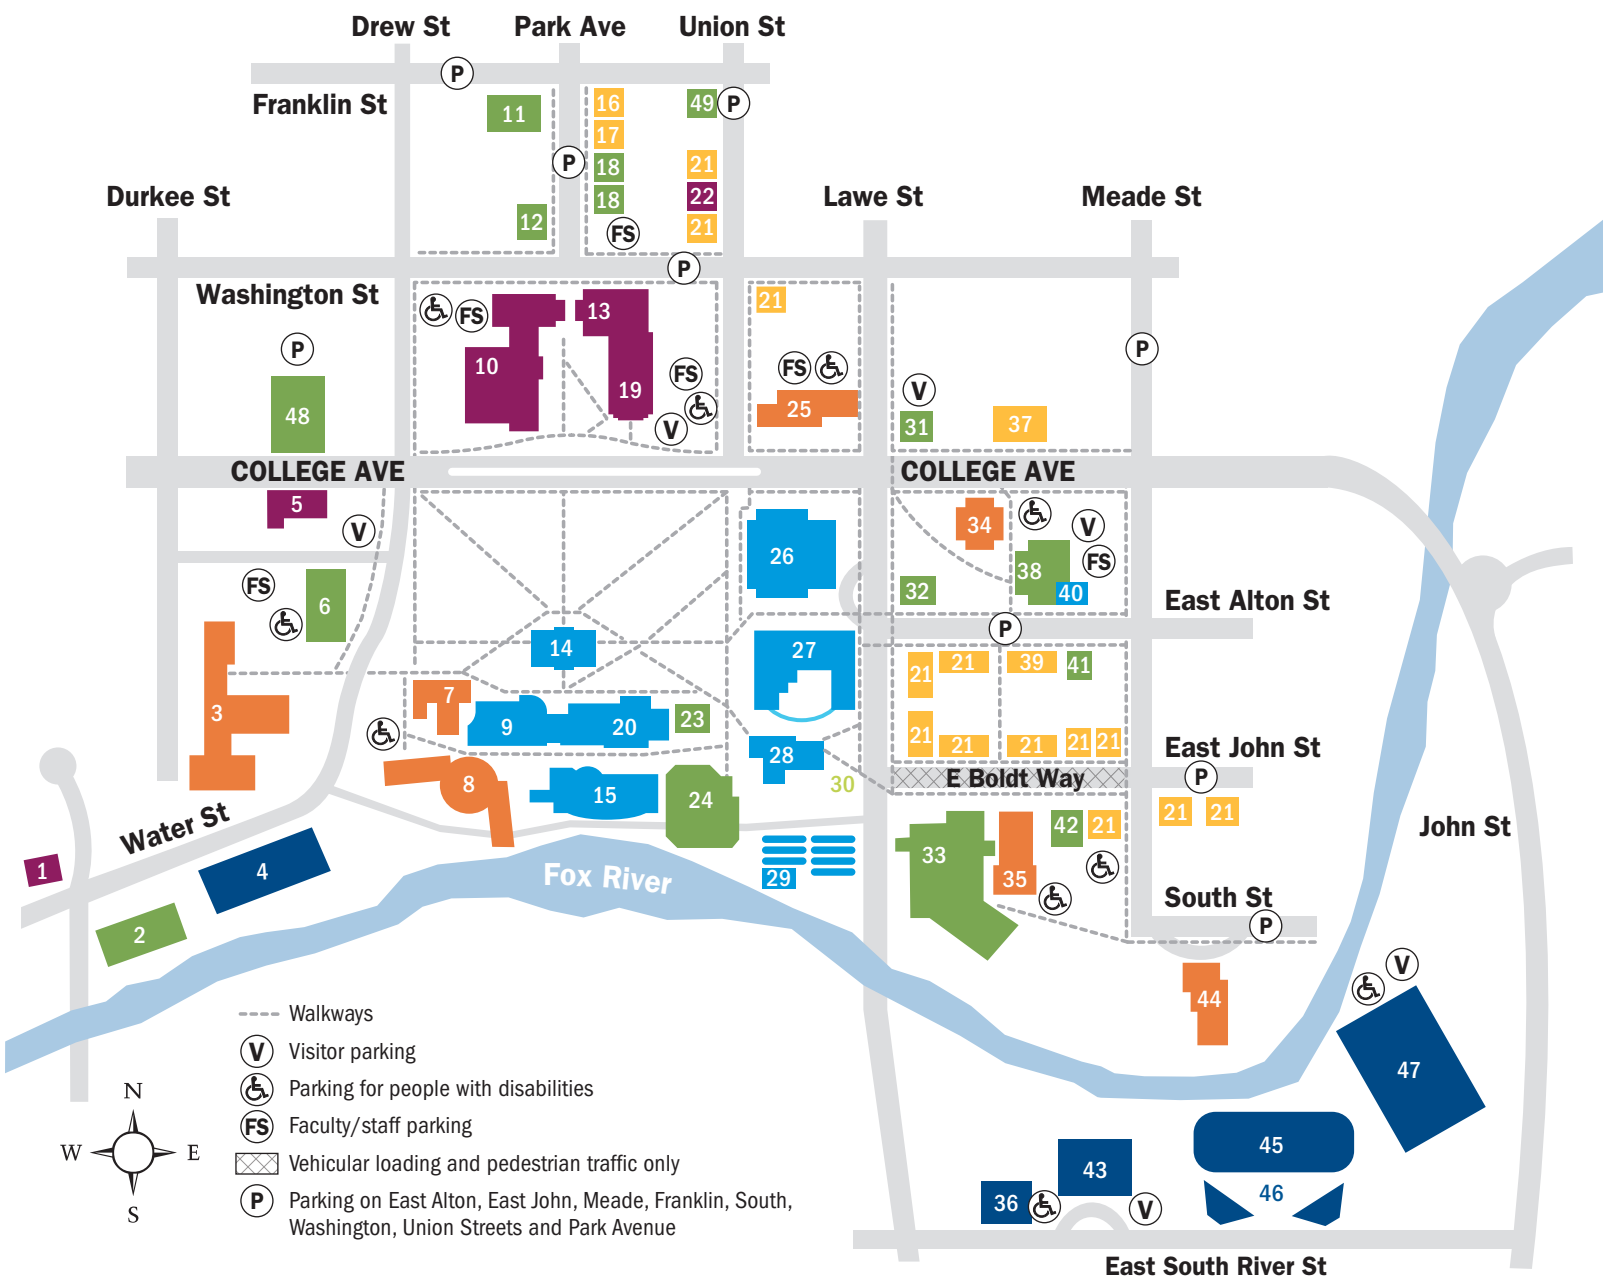 Drew St
Park Ave
Union St
P
Franklin St
11
16
49
P
17
P
18
21
Durkee St
18
22
Lawe St
Meade St
12
FS
21
P
Washington St
FS
13
21
P
10
19
FS
FS
P
V
48
V
25
31
37
COLLEGE AVE
COLLEGE AVE
5
V
26
34
V
FS
38
FS
6
32
40
East Alton St
P
14
27
21
21
39
41
3
7
9
20
23
28
21
21
21
21
21
East John St
E Boldt Way
P
8
15
24
30
21
21
Water St
42
21
John St
33
1
4
Fox River
29
35
South St
2
P
V
44
Walkways
V
Visitor parking
47
Parking for people with disabilities
FS
Faculty/staff parking
Vehicular loading and pedestrian traffic only
P
Parking on East Alton, East John, Meade, Franklin, South,
Washington, Union Streets and Park Avenue
N
W
E
S
45
43
46
36
V
East South River St